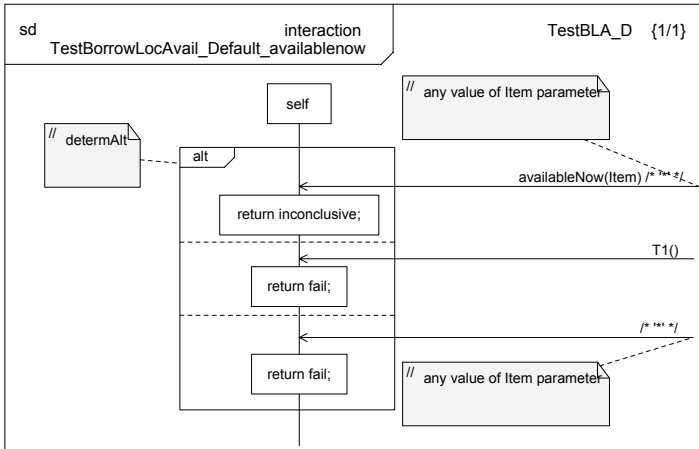 sd interaction TestBLA_D {1/1}
TestBorrowLocAvail_Default_availablenow
// any value of Item parameter
self
// determAlt
alt
availableNow(Item) /* '*' */
return inconclusive;
T1()
return fail;
/* '*' */
return fail;
// any value of Item parameter